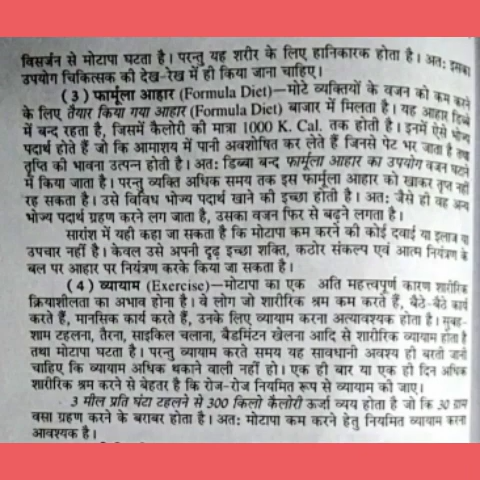 विसर्जन से मोटापा घटता है। परन्तु यह शरीर के लिए हानिकारक होता है। अत: इसका
उपयोग चिकित्सक की देख-रेख में ही किया जाना चाहिए।
(3) फार्मूला आहार (Formula Diet)—मोटे व्यक्तियों के वजन को कम करने
के लिए तैयार किया गया आहार (Formula Diet) बाजार में मिलता है। यह आहार डिब्बे
में बन्द रहता है, जिसमें कैलोरी की मात्रा 1000 K. Cal. तक होती है। इनमें ऐसे भोज्य
पदार्थ होते हैं जो कि आमाशय में पानी अवशोषित कर लेते हैं जिनसे पेट भर जाता है तथा
तृप्ति की भावना उत्पन्न होती है। अत: डिब्बा बन्द फार्मूला आहार का उपयोग वजन घटाने
में किया जाता है। परन्तु व्यक्ति अधिक समय तक इस फार्मूला आहार को खाकर तृप्त नहीं
रह सकता है। उसे विविध भोज्य पदार्थ खाने को इच्छा होती है। अत: जैसे ही वह अन्य
भोज्य पदार्थ ग्रहण करने लग जाता है, उसका वजन फिर से बढ़ने लगता है।
सारांश में यही कहा जा सकता है कि मोटापा कम करने की कोई दवाई या इलाज या
उपचार नहीं है। केवल उसे अपनी दृढ़ इच्छा शक्ति, कठोर संकल्प एवं आत्म नियंत्रण के
बल पर आहार पर नियंत्रण करके किया जा सकता है।
(4) व्यायाम (Exercise)—मोटापा का एक अति महत्त्वपूर्ण कारण शारीरिक
क्रियाशीलता का अभाव होना है। वे लोग जो शारीरिक श्रम कम करते हैं, बैठे-बैठे कार्य
करते हैं, मानसिक कार्य करते हैं, उनके लिए व्यायाम करना अत्यावश्यक होता है। सुबह-
शाम टहलना, तैरना, साइकिल चलाना, बैडमिंटन खेलना आदि से शारीरिक व्यायाम होता है
तथा मोटापा घटता है। परन्तु व्यायाम करते समय यह सावधानी अवश्य ही बरती जानी
चाहिए कि व्यायाम अधिक थकाने वाली नहीं हो। एक ही बार या एक ही दिन अधिक
शारीरिक श्रम करने से बेहतर है कि रोज-रोज नियमित रूप से व्यायाम को जाए।
3 मील प्रति घंटा टहलने से 300 किलो कैलोरी ऊर्जा व्यय होता है जो कि 30 ग्राम
वसा ग्रहण करने के बराबर होता है। अत: मोटापा कम करने हेतु नियमित व्यायाम करना
आवश्यक है।